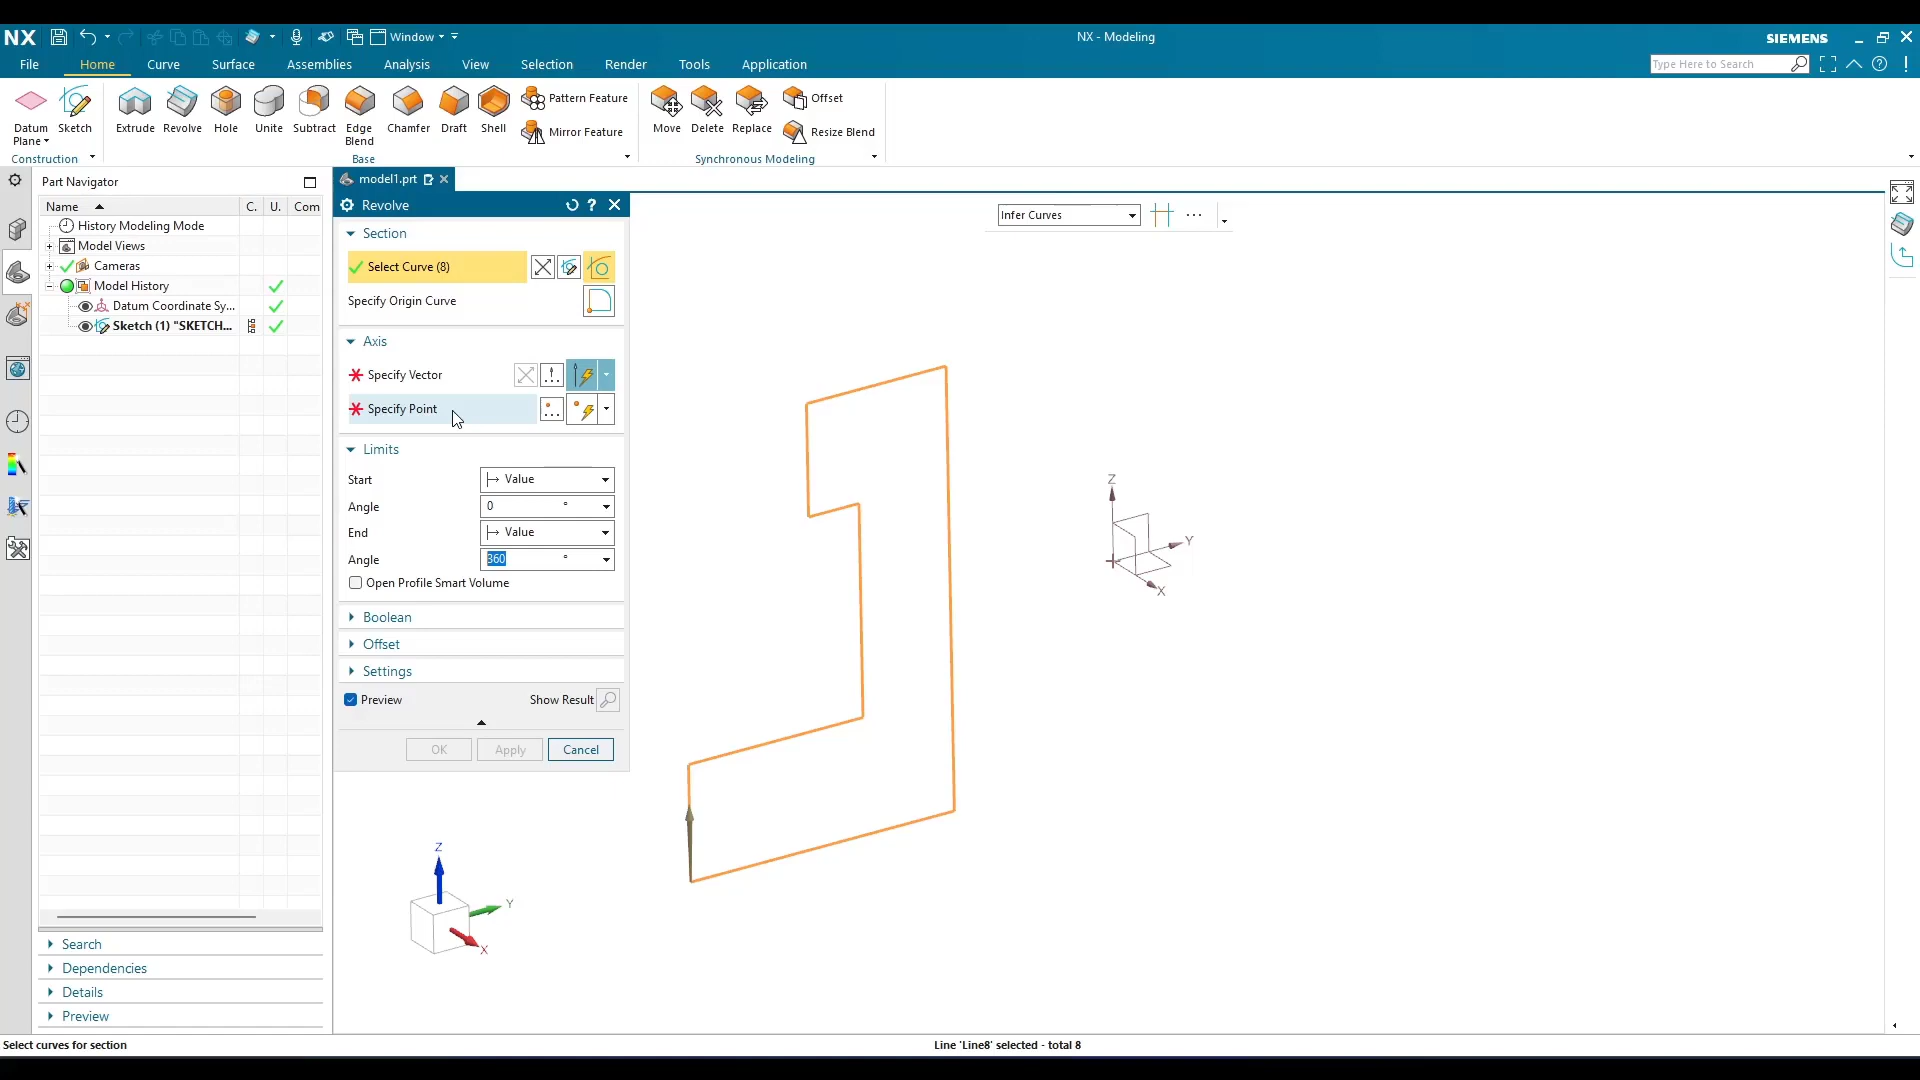 NX
Window
NX - Modeling
SIEMENS
File
Home
Curve
Surface
Assemblies
Analysis
View
Selection
Render
Tools
Application
Type Here to Search
Datum Plane
Sketch
Extrude
Revolve
Hole
Unite
Subtract
Edge Blend
Chamfer
Draft
Shell
Pattern Feature
Mirror Feature
Move
Delete
Replace
Offset
Resize Blend
Construction
Base
Synchronous Modeling
Part Navigator
Name
C.
U.
Com
History Modeling Mode
Model Views
Cameras
Model History
Datum Coordinate Sy...
Sketch (1) "SKETCH...
Search
Dependencies
Details
Preview
model1.prt
Revolve
Section
Select Curve (8)
Specify Origin Curve
Axis
Specify Vector
Specify Point
Limits
Start
Value
Angle
0
°
End
Value
Angle
360
°
Open Profile Smart Volume
Boolean
Offset
Settings
Preview
Show Result
OK
Apply
Cancel
Infer Curves
Z
Y
X
Z
Y
X
Select curves for section
Line 'Line8' selected - total 8